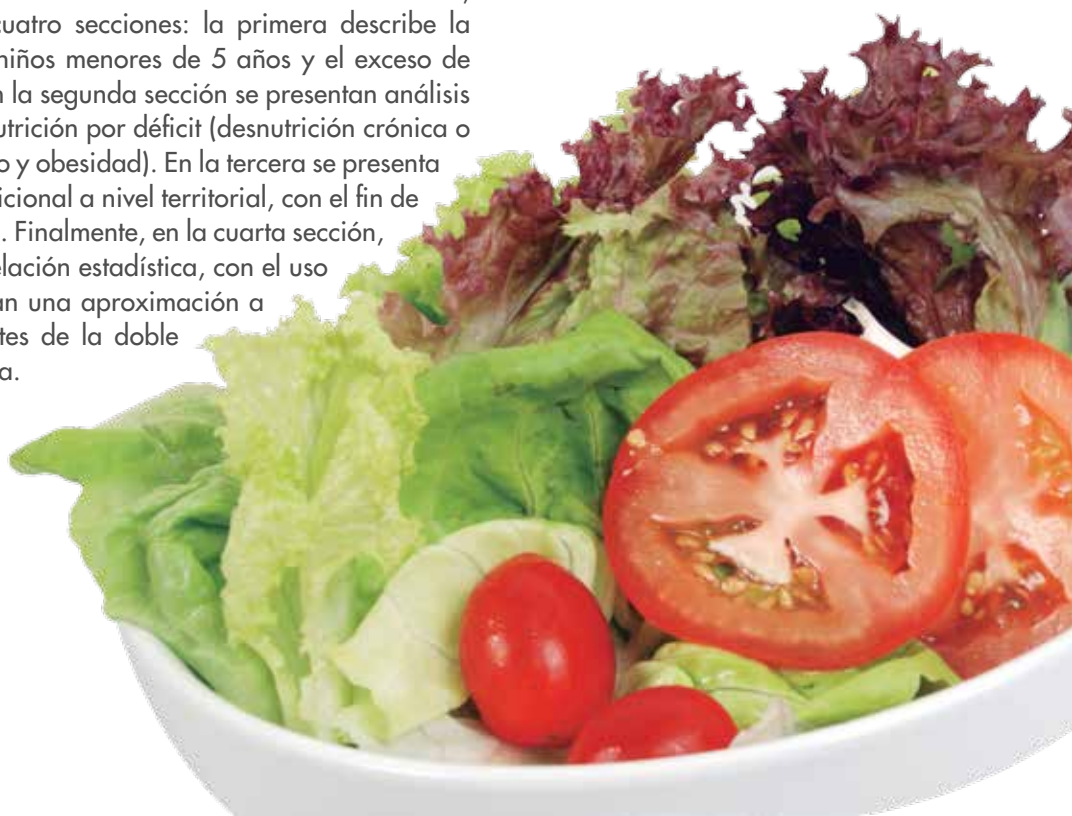 cuatro secciones: la primera describe la
niños menores de 5 años y el exceso de
n la segunda sección se presentan análisis
utrición por déficit (desnutrición crónica o
o y obesidad). En la tercera se presenta
icional a nivel territorial, con el fin de
. Finalmente, en la cuarta sección,
elación estadística, con el uso
an una aproximación a
tes de la doble
a.